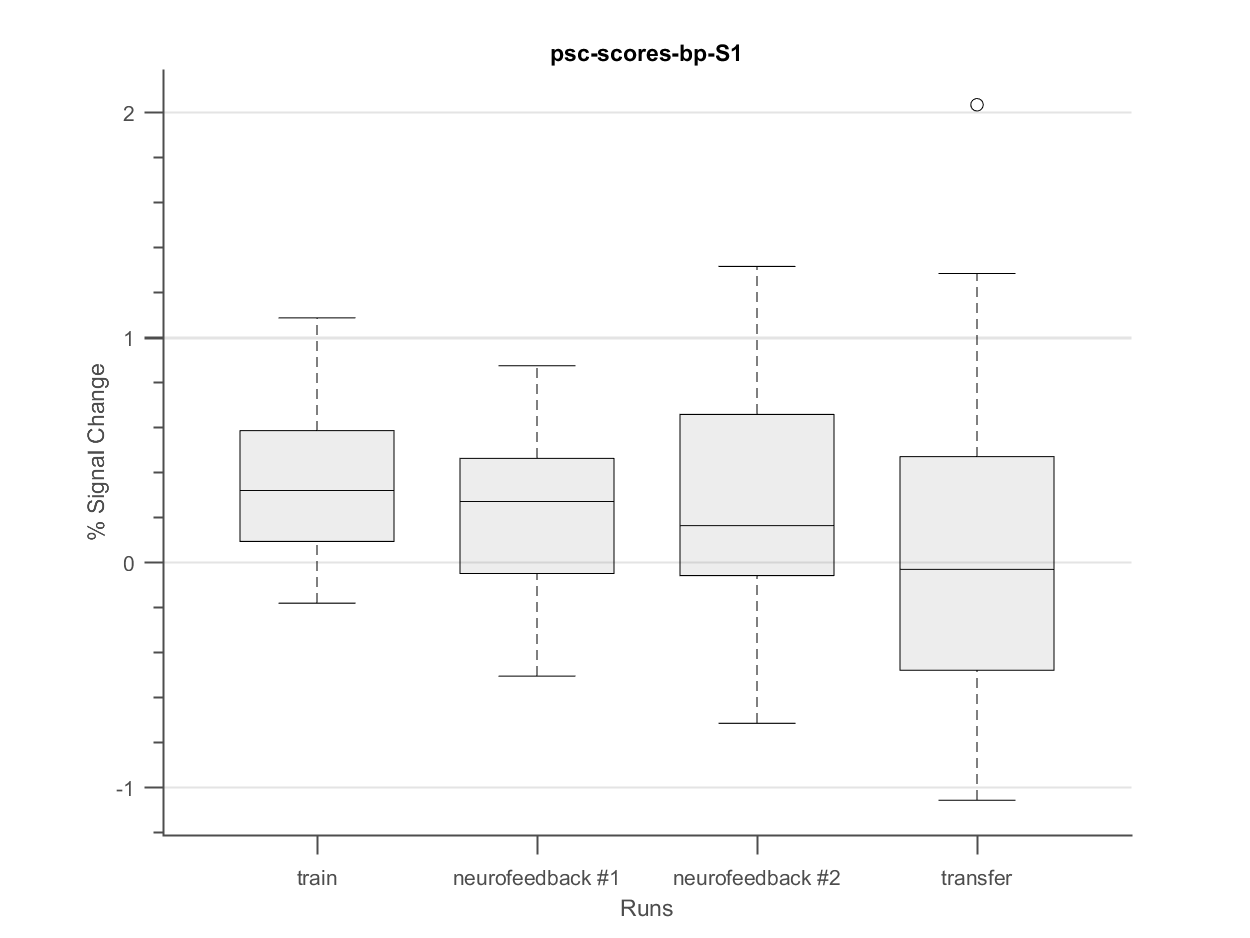 psc-scores-bp-S1
2
1
0
-1
% Signal Change
train
neurofeedback #1
neurofeedback #2
transfer
Runs